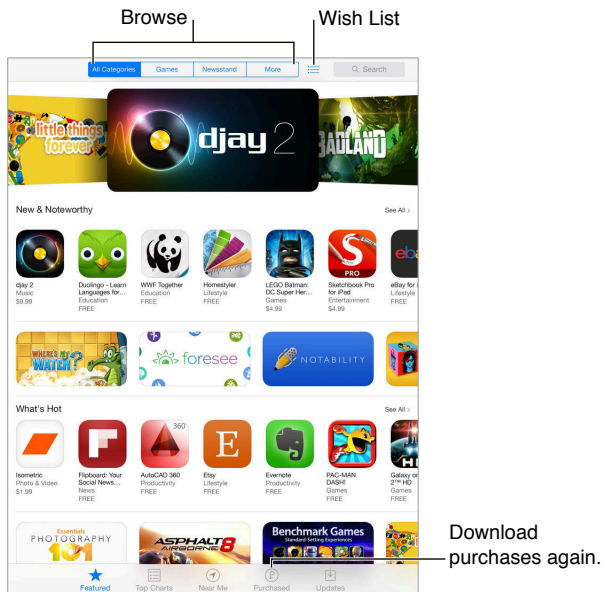 Browse
Wish List
All Categories Games Newsstand More Search
little things
forever
djay 2
BADLAND
New & Noteworthy See All >
PRO
eb
djay 2
Music
$9.99
Duolingo - Learn
Languages for...
Education
FREE
WWF Together
Education
FREE
Homestyler
Lifestyle
FREE
LEGO Batman:
DC Super Her...
Games
$4.99
Sketchbook Pro
for iPad
Entertainment
$4.99
eBay for i
Lifestyle
FREE
WHERE'S MY
WATER?
foresee
NOTABILITY
What's Hot See All >
360
E
HD
Isometric
Photo & Video
$1.99
Flipboard: Your
Social News...
News
FREE
AutoCAD 360
Productivity
FREE
Etsy
Lifestyle
FREE
Evernote
Productivity
FREE
PAC-MAN
DASH!
Games
FREE
Galaxy on
2™ HD
Games
FREE
Essentials
PHOTOGRAPHY
101
ASPHALT 8
AIRBORNE
Benchmark Games
Standard-Setting Experiences
Download
purchases again.
Featured Top Charts Near Me Purchased Updates